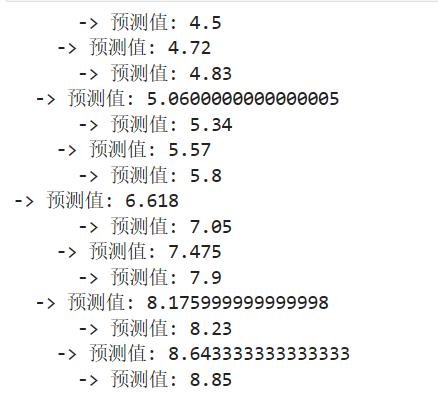 -> 预测值: 4.5
-> 预测值: 4.72
-> 预测值: 4.83
-> 预测值: 5.0600000000000005
-> 预测值: 5.34
-> 预测值: 5.57
-> 预测值: 5.8
-> 预测值: 6.618
-> 预测值: 7.05
-> 预测值: 7.475
-> 预测值: 7.9
-> 预测值: 8.175999999999998
-> 预测值: 8.23
-> 预测值: 8.643333333333333
-> 预测值: 8.85